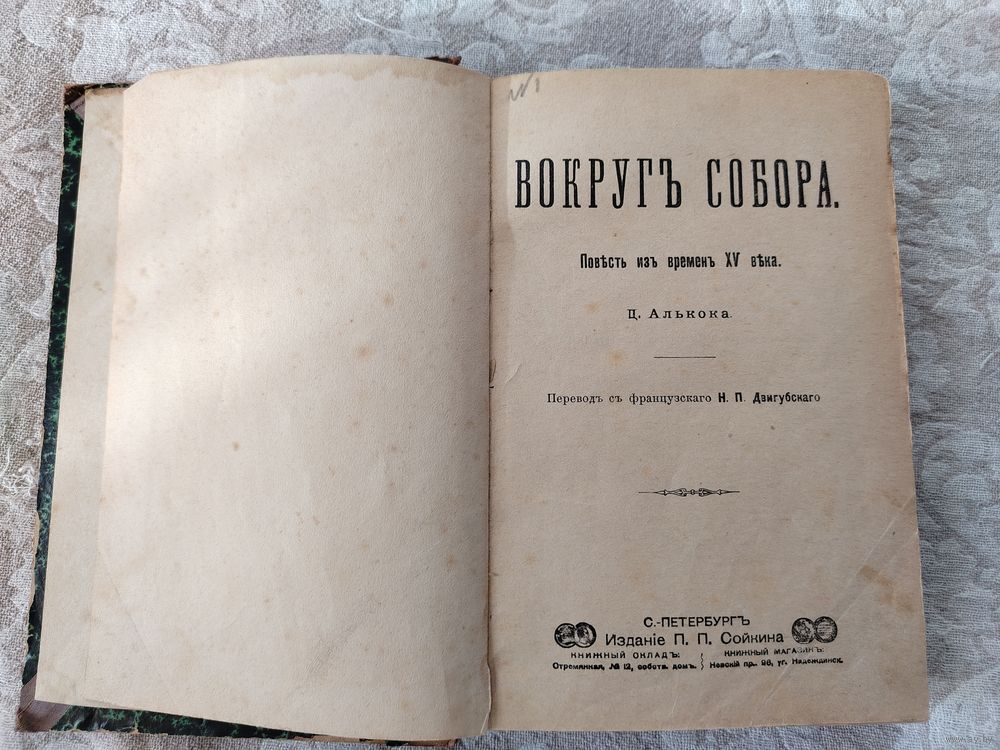 №1
ВОКРУГЪ СОБОРА.
Повѣсть изъ временъ XV вѣка.
Ц. Алькока.
Переводъ съ французскаго Н. П. Двигубскаго
С.-ПЕТЕРБУРГЪ
Изданіе П. П. Сойкина
КНИЖНЫЙ СКЛАДЪ: КНИЖНЫЙ МАГАЗИНЪ:
Стремянная, № 12, собств. домъ. Невскій пр. 96, уг. Надеждинск.